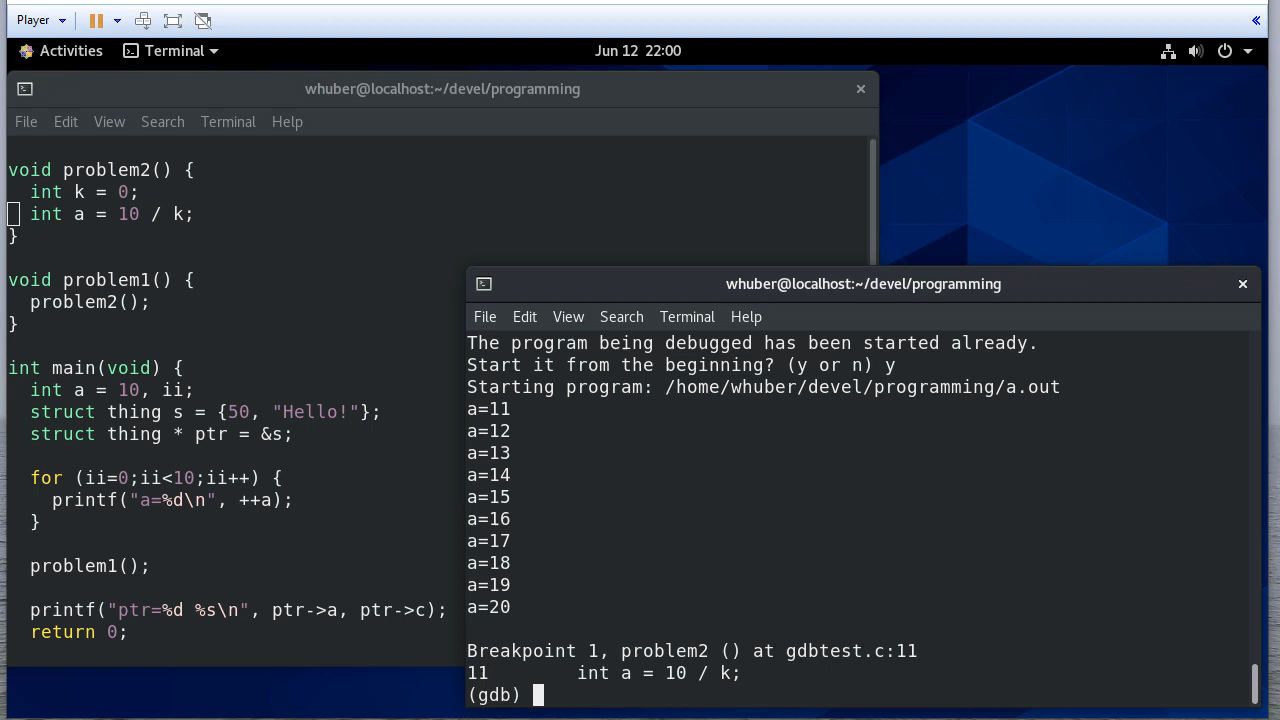 Player
Activities
Terminal
Jun 12 22:00
whuber@localhost:~/devel/programming
File Edit View Search Terminal Help
void problem2() {
  int k = 0;
  int a = 10 / k;
}
void problem1() {
  problem2();
}
int main(void) {
  int a = 10, ii;
  struct thing s = {50, "Hello!"};
  struct thing * ptr = &s;
  for (ii=0;ii<10;ii++) {
    printf("a=%d\n", ++a);
  }
  problem1();
  printf("ptr=%d %s\n", ptr->a, ptr->c);
  return 0;
whuber@localhost:~/devel/programming
File Edit View Search Terminal Help
The program being debugged has been started already.
Start it from the beginning? (y or n) y
Starting program: /home/whuber/devel/programming/a.out
a=11
a=12
a=13
a=14
a=15
a=16
a=17
a=18
a=19
a=20
Breakpoint 1, problem2 () at gdbtest.c:11
11        int a = 10 / k;
(gdb)